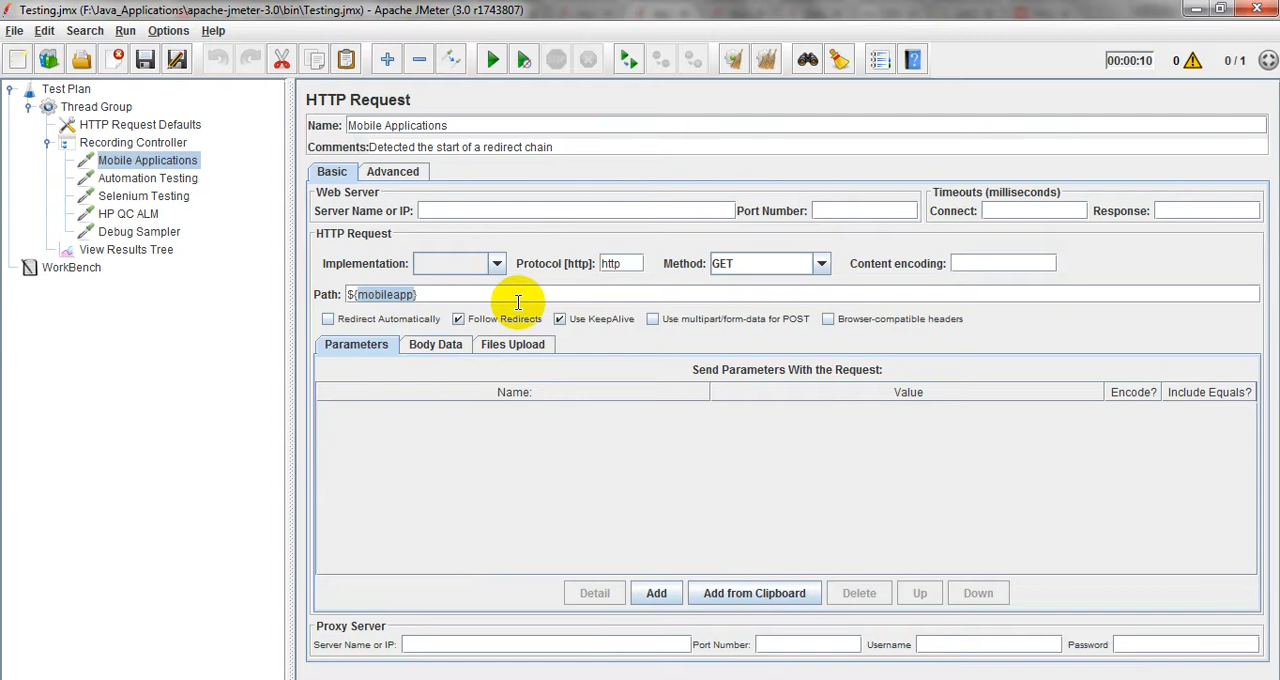 Testing.jmx (F:\Java_Applications\apache-jmeter-3.0\bin\Testing.jmx) - Apache JMeter (3.0 r1743807)
File Edit Search Run Options Help
00:00:10 0 0 / 1
Test Plan
Thread Group
HTTP Request Defaults
Recording Controller
Mobile Applications
Automation Testing
Selenium Testing
HP QC ALM
Debug Sampler
View Results Tree
WorkBench
HTTP Request
Name: Mobile Applications
Comments: Detected the start of a redirect chain
Basic Advanced
Web Server
Server Name or IP: Port Number:
Timeouts (milliseconds)
Connect: Response:
HTTP Request
Implementation: Protocol [http]: http Method: GET Content encoding:
Path: ${mobileapp}
Redirect Automatically Follow Redirects Use KeepAlive Use multipart/form-data for POST Browser-compatible headers
Parameters Body Data Files Upload
Send Parameters With the Request:
Name: Value Encode? Include Equals?
Detail Add Add from Clipboard Delete Up Down
Proxy Server
Server Name or IP: Port Number: Username Password